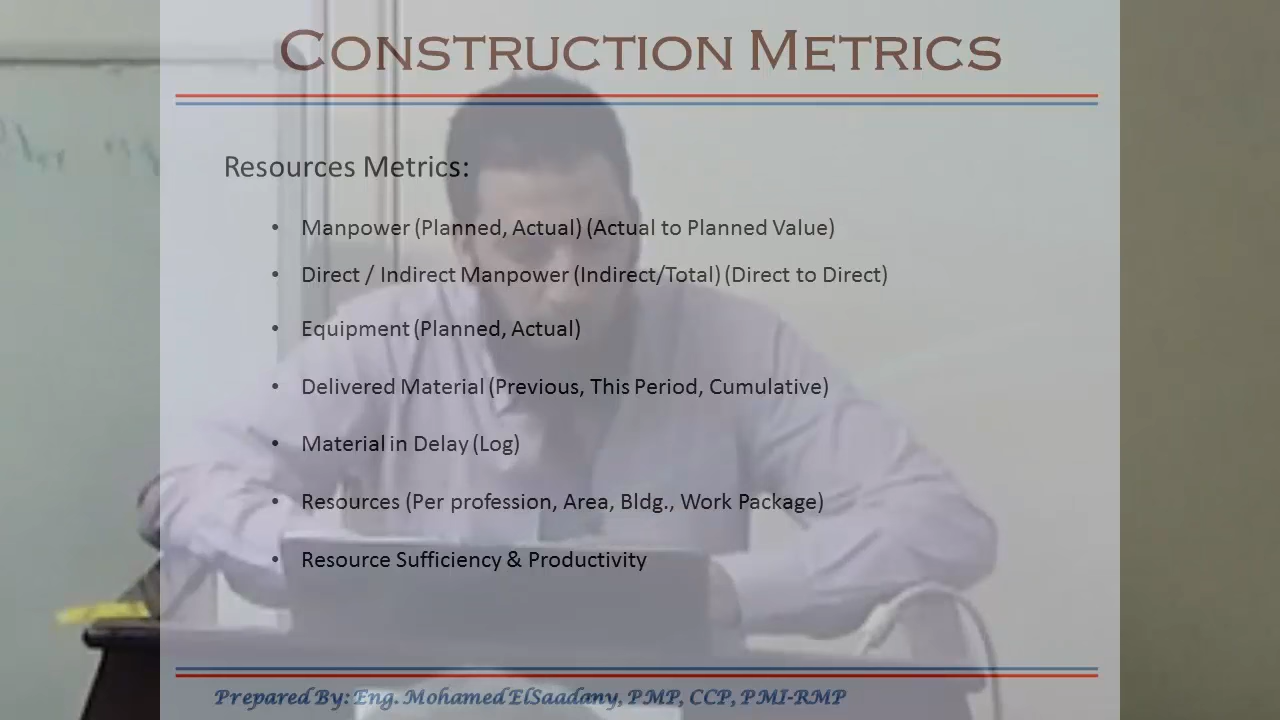 CONSTRUCTION METRICS
Resources Metrics:
• Manpower (Planned, Actual) (Actual to Planned Value)
• Direct / Indirect Manpower (Indirect/Total) (Direct to Direct)
• Equipment (Planned, Actual)
• Delivered Material (Previous, This Period, Cumulative)
• Material in Delay (Log)
• Resources (Per profession, Area, Bldg., Work Package)
• Resource Sufficiency & Productivity
Prepared By: Eng. Mohamed ElSaadany, PMP, CCP, PMI-RMP